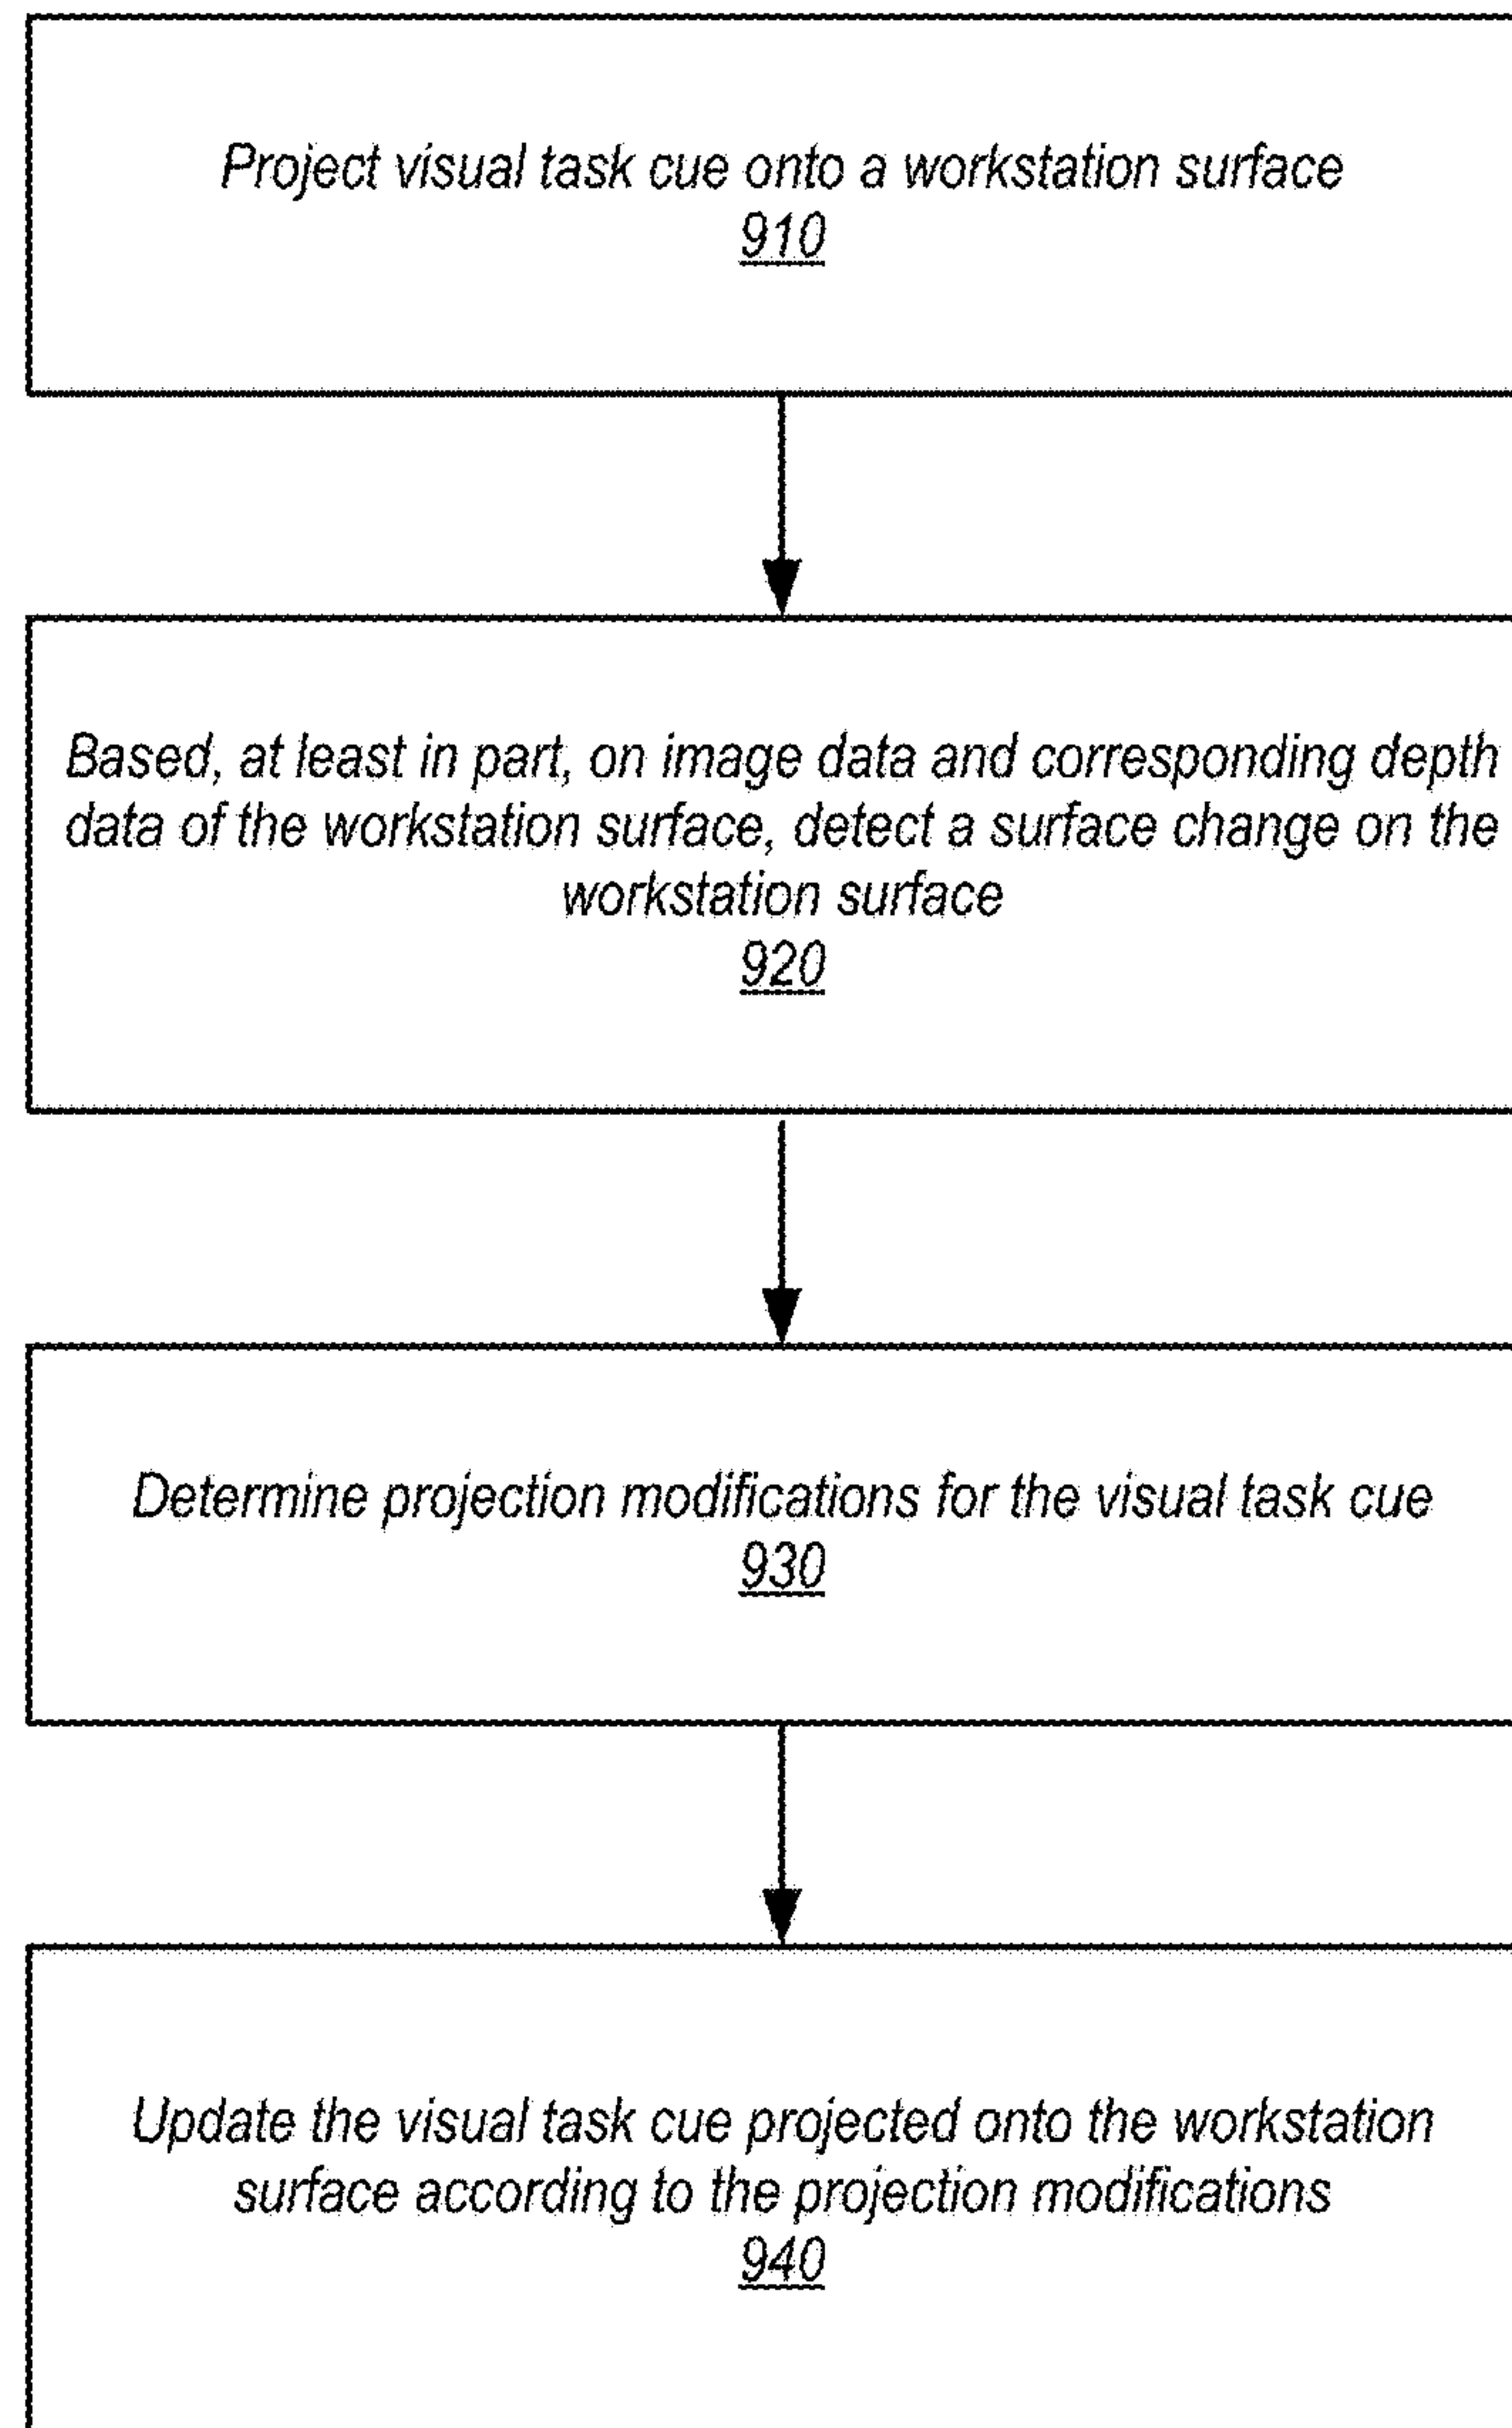 Project visual task cue onto a workstation surface
910
Based, at least in part, on image data and corresponding depth
data of the workstation surface, detect a surface change on the
workstation surface
920
Determine projection modifications for the visual task cue
930
Update the visual task cue projected onto the workstation
surface according to the projection modifications
940